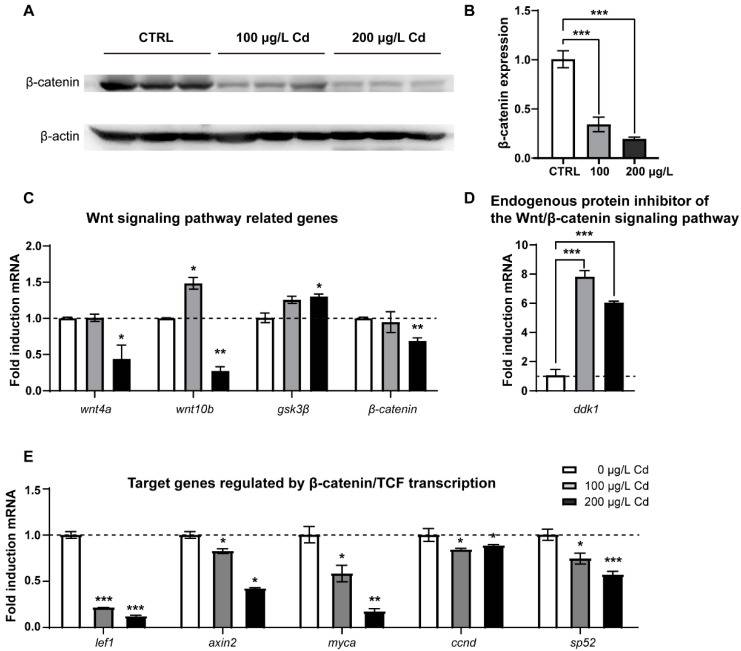 A
CTRL
100 µg/L Cd
200 µg/L Cd
β-catenin
β-actin
B
β-catenin expression
1.5
1.0
0.5
0.0
***
***
CTRL
100
200 µg/L
C
Wnt signaling pathway related genes
Fold induction mRNA
2.0
1.5
1.0
0.5
0.0
*
*
**
*
**
wnt4a
wnt10b
gsk3β
β-catenin
D
Endogenous protein inhibitor of
the Wnt/β-catenin signaling pathway
Fold induction mRNA
10
8
6
4
2
0
***
***
ddk1
E
Target genes regulated by β-catenin/TCF transcription
0 µg/L Cd
100 µg/L Cd
200 µg/L Cd
Fold induction mRNA
1.5
1.0
0.5
0.0
***
***
*
*
*
**
*
*
*
***
lef1
axin2
myca
ccnd
sp52